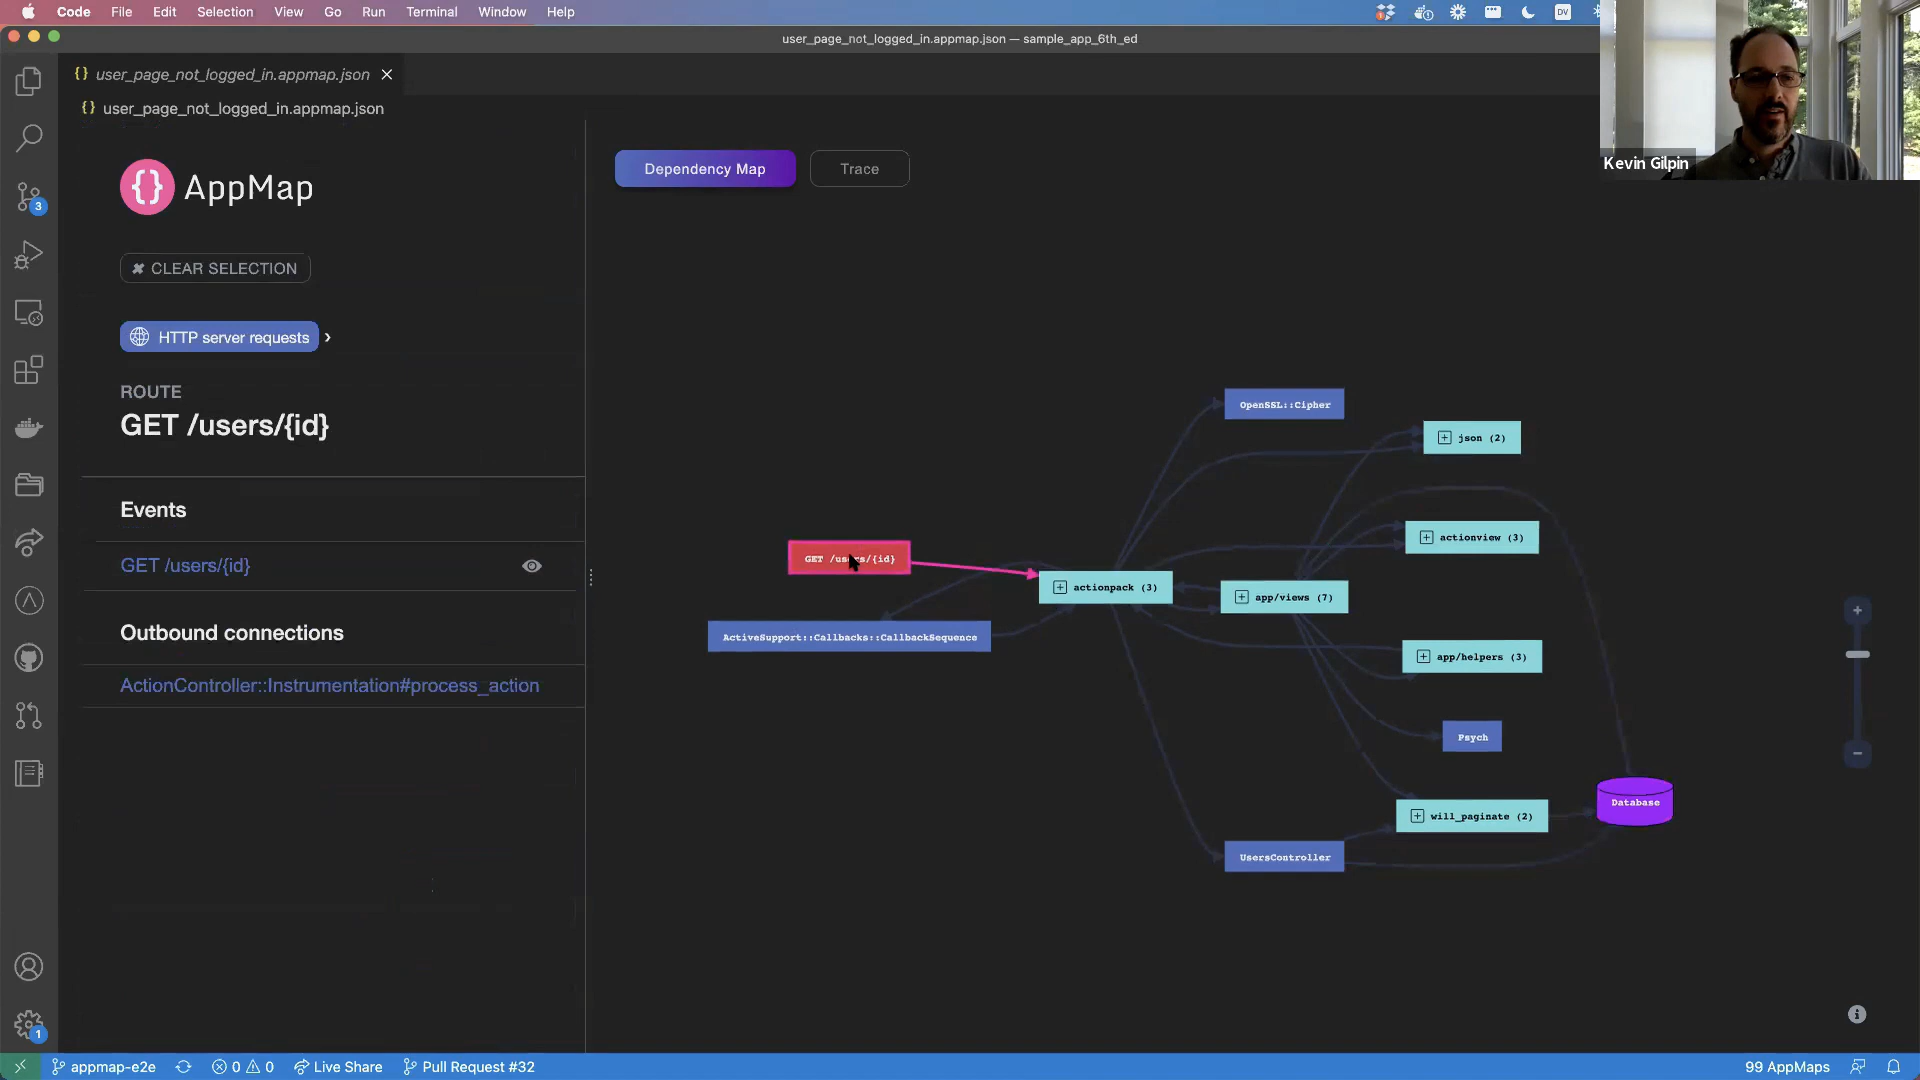 Code File Edit Selection View Go Run Terminal Window Help
DV
user_page_not_logged_in.appmap.json — sample_app_6th_ed
{} user_page_not_logged_in.appmap.json
{} user_page_not_logged_in.appmap.json
Kevin Gilpin
Dependency Map
Trace
{} AppMap
CLEAR SELECTION
HTTP server requests
ROUTE
GET /users/{id}
Events
GET /users/{id}
Outbound connections
ActionController::Instrumentation#process_action
OpenSSL::Cipher
json (2)
actionview (3)
GET /users/{id}
actionpack (3)
app/views (7)
ActiveSupport::Callbacks::CallbackSequence
app/helpers (3)
Psych
Database
will_paginate (2)
UsersController
3
1
appmap-e2e
0
0
Live Share
Pull Request #32
99 AppMaps